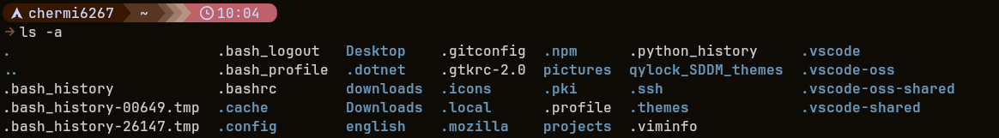 chermi6267 ~ 10:04
→ ls -a
. .bash_logout Desktop .gitconfig .npm .python_history .vscode
.. .bash_profile .dotnet .gtkrc-2.0 pictures qylock_SDDM_themes .vscode-oss
.bash_history .bashrc downloads .icons .pki .ssh .vscode-oss-shared
.bash_history-00649.tmp .cache Downloads .local .profile .themes .vscode-shared
.bash_history-26147.tmp .config english .mozilla projects .viminfo